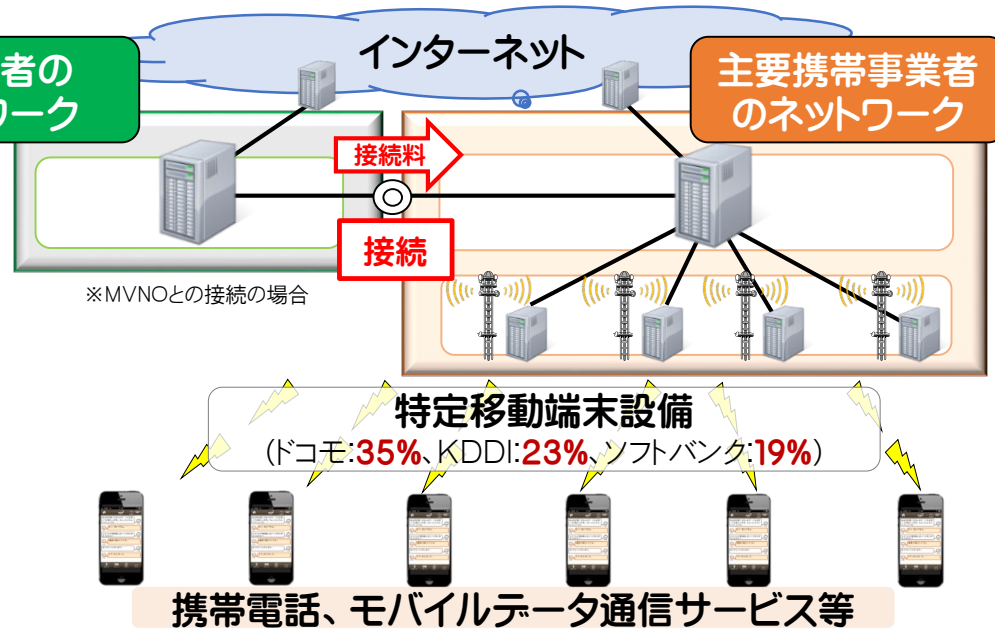 インターネット
者の
ワーク
主要携帯事業者
のネットワーク
接続料
接続
※MVNOとの接続の場合
特定移動端末設備
(ドコモ:35%、KDDI:23%、ソフトバンク:19%)
携帯電話、モバイルデータ通信サービス等